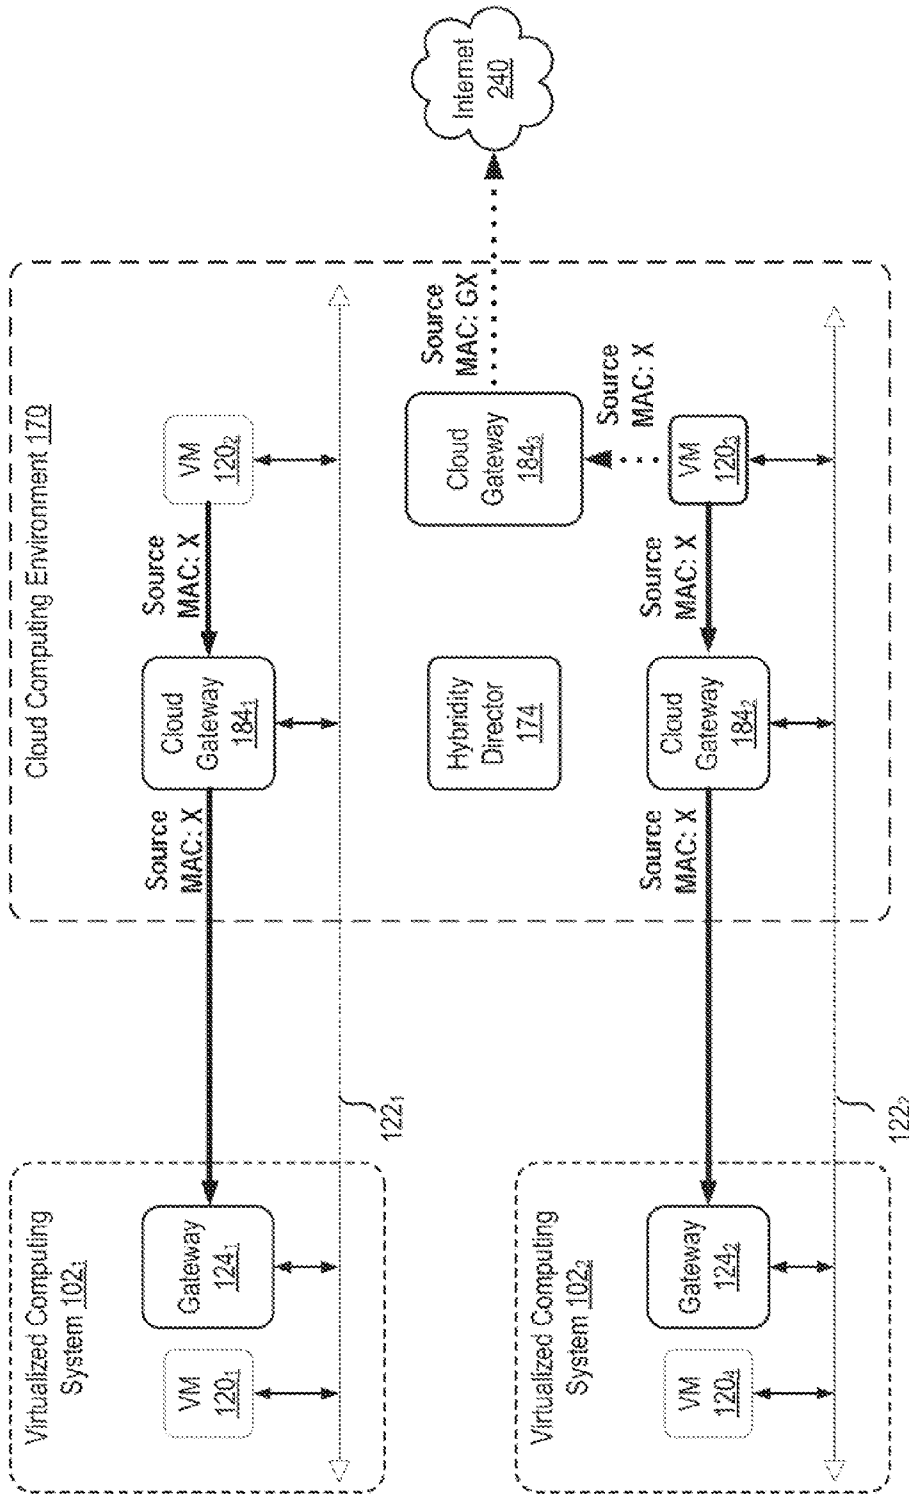 Cloud Computing Environment 170
Virtualized Computing
System 102₁
VM
120₁
Gateway
124₁
Source
MAC: X
Cloud
Gateway
184₁
Source
MAC: X
VM
120₂
122₁
Hybridity
Director
174
Cloud
Gateway
184₃
Source
MAC: GX
Internet
240
Source
MAC: X
Virtualized Computing
System 102₂
VM
120₄
Gateway
124₂
Source
MAC: X
Cloud
Gateway
184₂
Source
MAC: X
VM
120₃
122₂